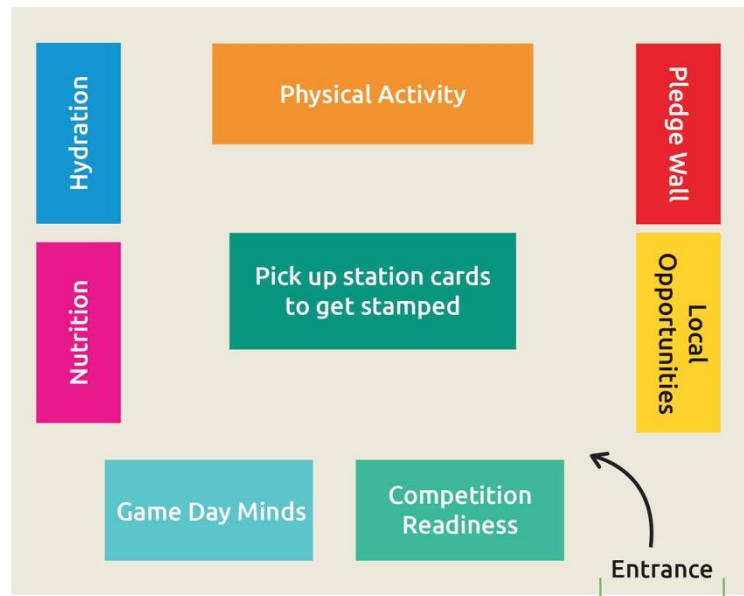 Hydration
Physical Activity
Pledge Wall
Nutrition
Pick up station cards
to get stamped
Local
Opportunities
Game Day Minds
Competition
Readiness
Entrance